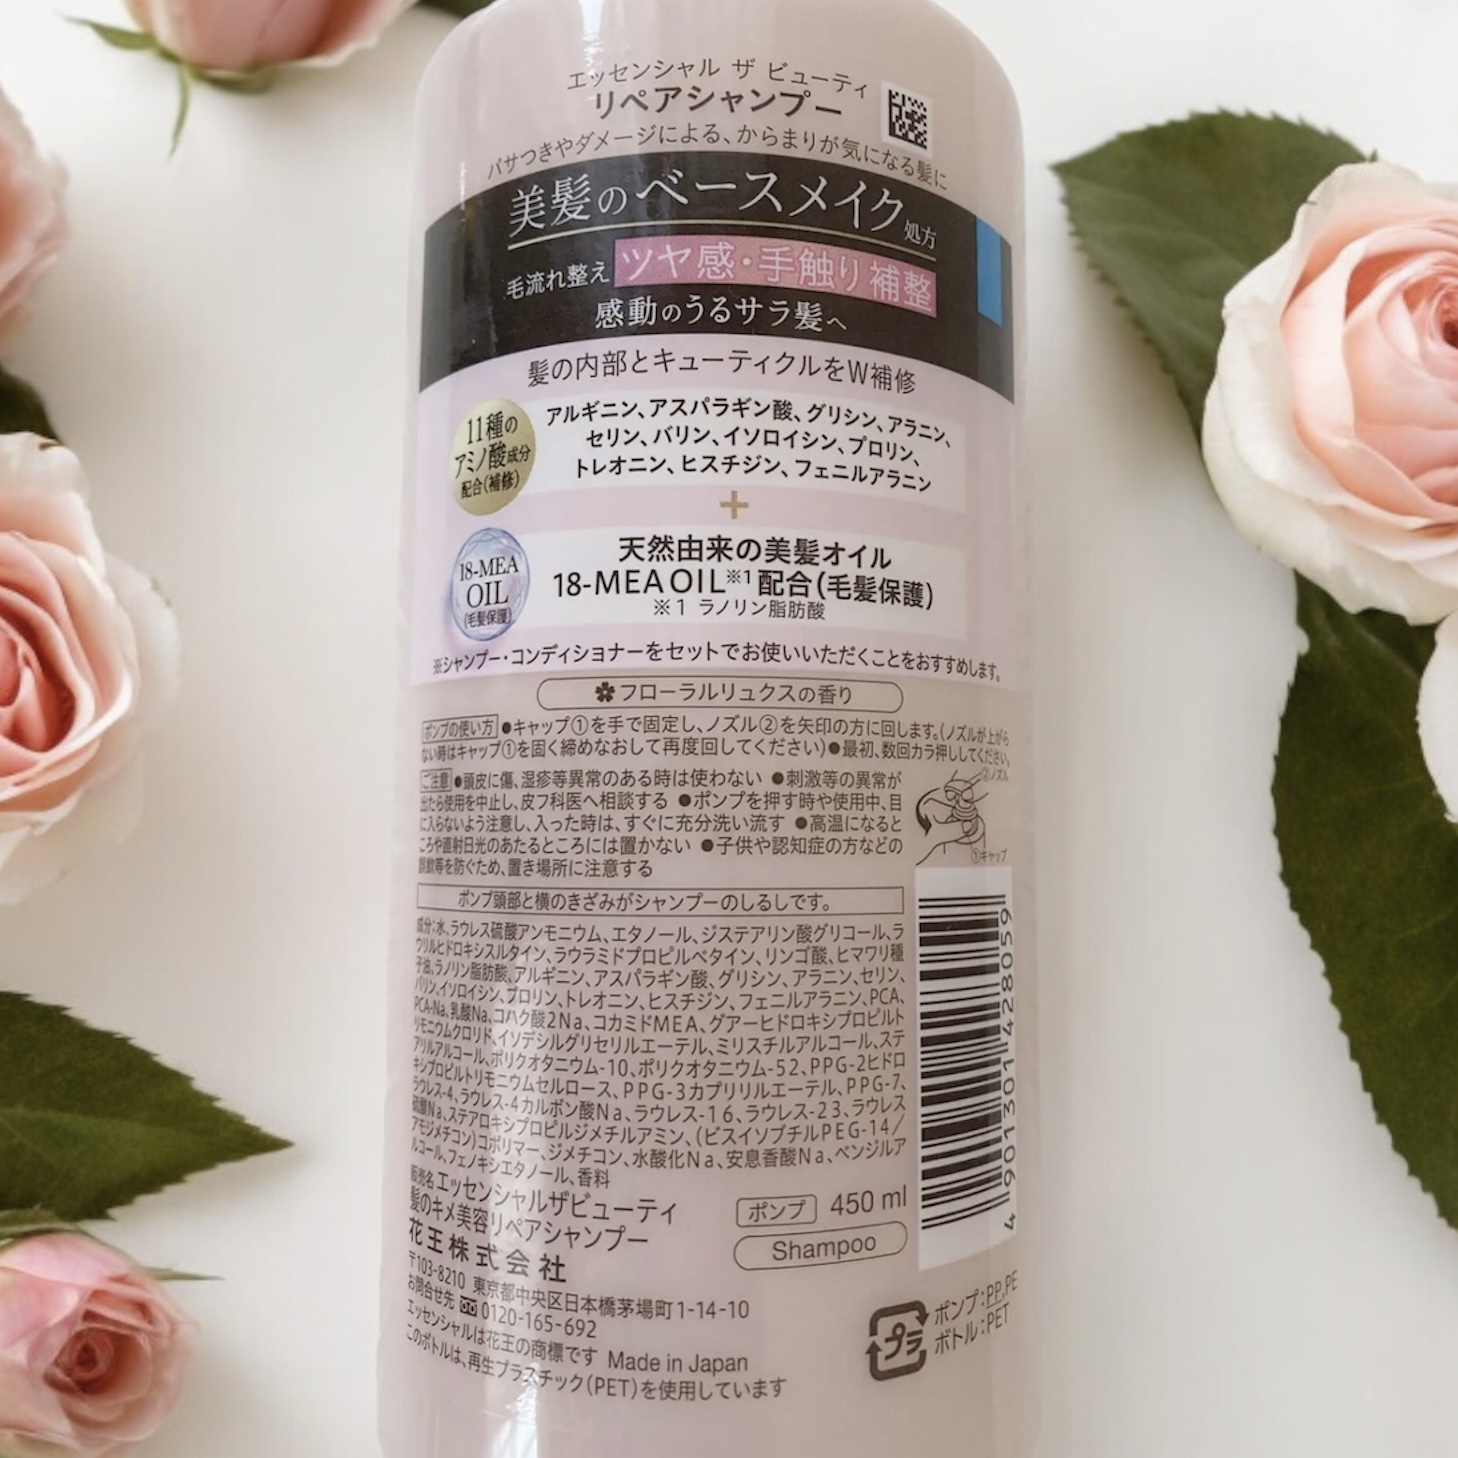 エッセンシャル ザ ビューティ
リペアシャンプー
パサつきやダメージによる、からまりが気になる髪に
美髪のベースメイク処方
毛流れ整え ツヤ感・手触り補整
感動のうるサラ髪へ
髪の内部とキューティクルをW補修
11種の
アミノ酸成分
配合(補修)
アルギニン、アスパラギン酸、グリシン、アラニン、
セリン、バリン、イソロイシン、プロリン、
トレオニン、ヒスチジン、フェニルアラニン
+
18-MEA
OIL
(毛髪保護)
天然由来の美髪オイル
18-MEA OIL※1配合(毛髪保護)
※1 ラノリン脂肪酸
※シャンプー・コンディショナーをセットでお使いいただくことをおすすめします。
フローラルリュクスの香り
ポンプの使い方 ●キャップ①を手で固定し、ノズル②を矢印の方に回します。(ノズルが上がら
ない時はキャップ①を固く締めなおして再度回してください)●最初、数回カラ押ししてください。
ご注意 ●頭皮に傷、湿疹等異常のある時は使わない ●刺激等の異常が
出たら使用を中止し、皮フ科医へ相談する ●ポンプを押す時や使用中、目
に入らないよう注意し、入った時は、すぐに充分洗い流す ●高温になると
ころや直射日光のあたるところには置かない ●子供や認知症の方などの
誤飲等を防ぐため、置き場所に注意する
②ノズル
①キャップ
ポンプ頭部と横のきざみがシャンプーのしるしです。
成分:水、ラウレス硫酸アンモニウム、エタノール、ジステアリン酸グリコール、ラ
ウリルヒドロキシスルタイン、ラウラミドプロピルベタイン、リンゴ酸、ヒマワリ種
子油、ラノリン脂肪酸、アルギニン、アスパラギン酸、グリシン、アラニン、セリン、
バリン、イソロイシン、プロリン、トレオニン、ヒスチジン、フェニルアラニン、PCA、
PCA-Na、乳酸Na、コハク酸2Na、コカミドMEA、グアーヒドロキシプロピルト
リモニウムクロリド、イソデシルグリセリルエーテル、ミリスチルアルコール、ステ
アリルアルコール、ポリクオタニウム-10、ポリクオタニウム-52、PPG-2ヒドロ
キシプロピルトリモニウムセルロース、PPG-3カプリリルエーテル、PPG-7、
ラウレス-4、ラウレス-4カルボン酸Na、ラウレス-16、ラウレス-23、ラウレス
硫酸Na、ステアロキシプロピルジメチルアミン、(ビスイソブチルPEG-14/
アモジメチコン)コポリマー、ジメチコン、水酸化Na、安息香酸Na、ベンジルア
ルコール、フェノキシエタノール、香料
販売名 エッセンシャルザビューティ
髪のキメ美容リペアシャンプー
花王株式会社
〒103-8210 東京都中央区日本橋茅場町1-14-10
お問合せ先 0120-165-692
エッセンシャルは花王の商標です Made in Japan
このボトルは、再生プラスチック(PET)を使用しています
ポンプ 450 ml
Shampoo
プラ
ポンプ:PP,PE
ボトル:PET
4 901301 428059